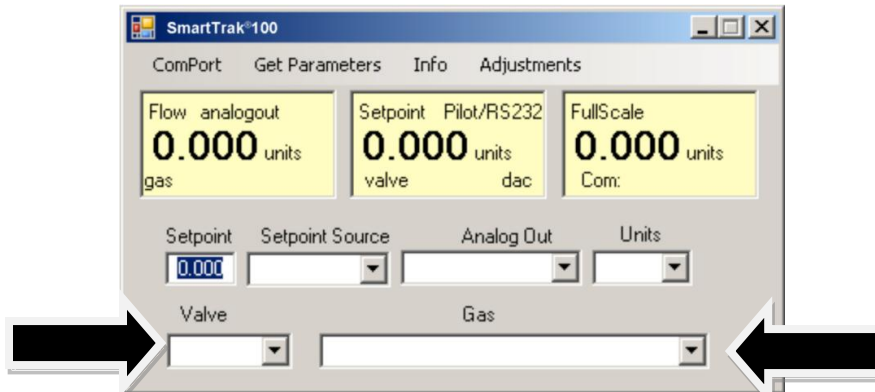 SmartTrak®100
ComPort Get Parameters Info Adjustments
Flow analogout
0.000 units
gas
Setpoint Pilot/RS232
0.000 units
valve dac
FullScale
0.000 units
Com:
Setpoint Setpoint Source Analog Out Units
0.000
Valve Gas